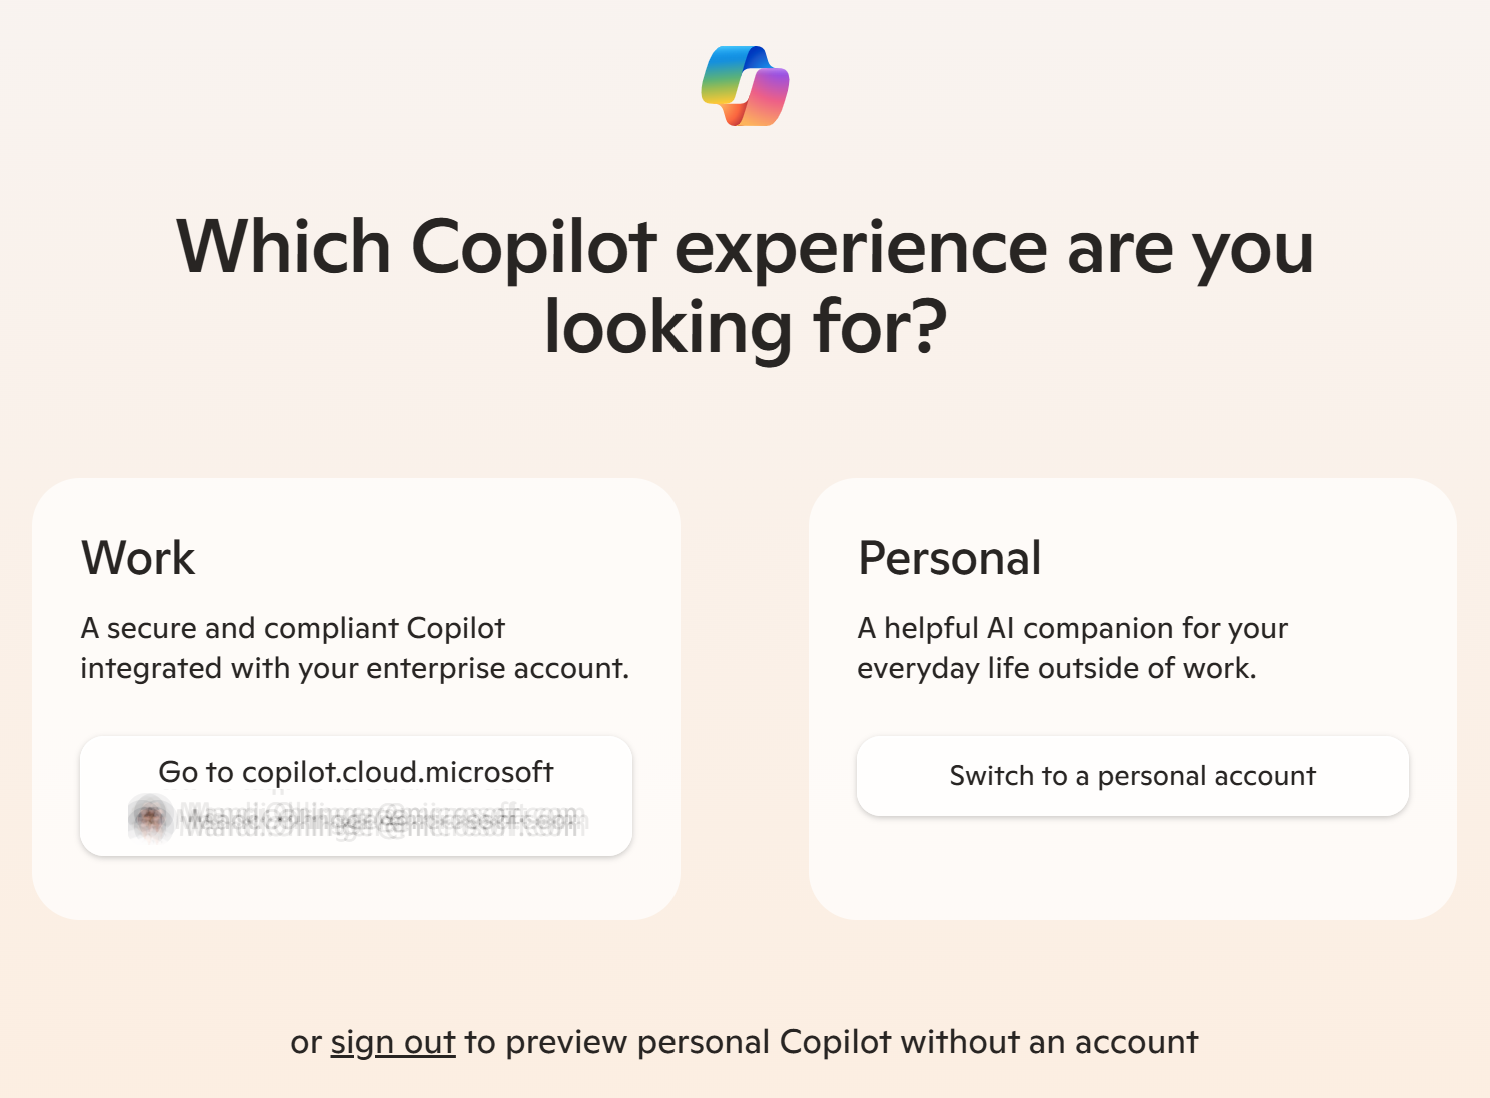 Which Copilot experience are you
looking for?
Work
A secure and compliant Copilot
integrated with your enterprise account.
Go to copilot.cloud.microsoft
Personal
A helpful AI companion for your
everyday life outside of work.
Switch to a personal account
or sign out to preview personal Copilot without an account